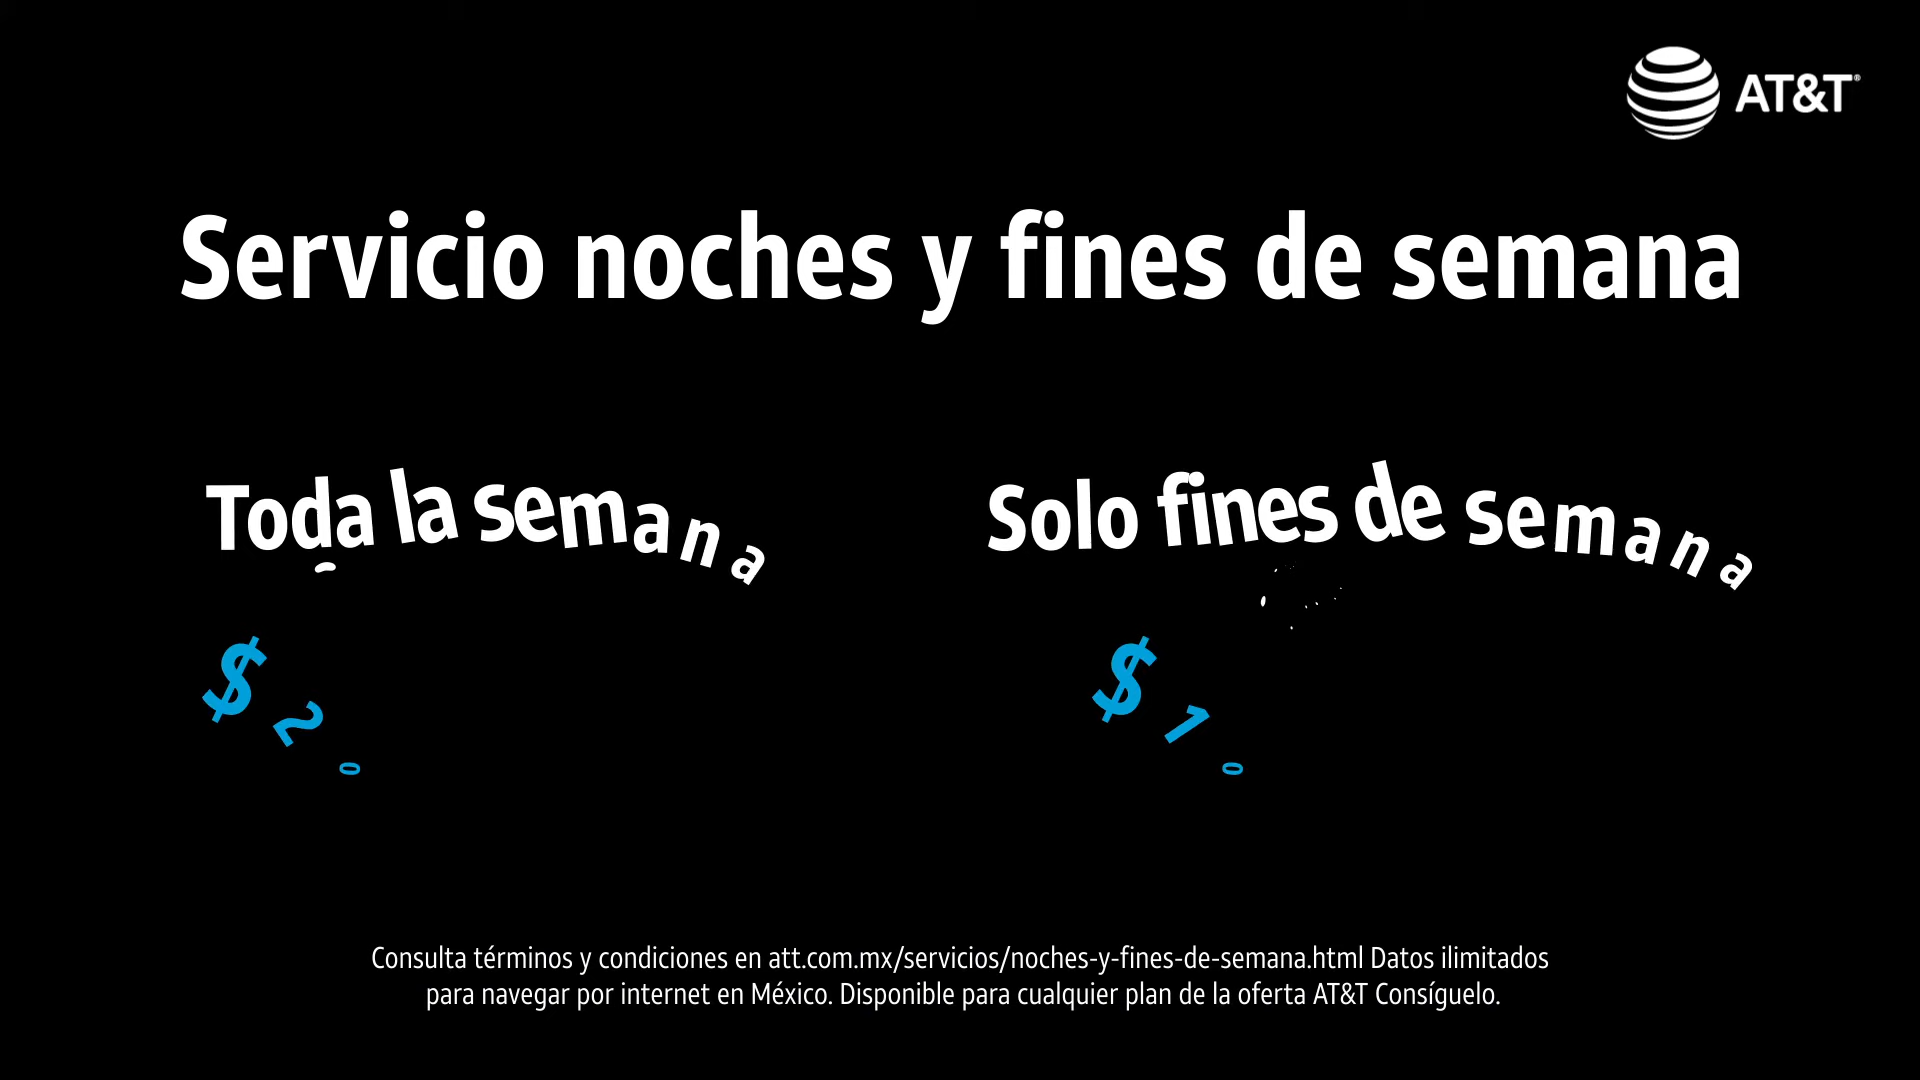 AT&T
Servicio noches y fines de semana
Toda la semana
Solo fines de semana
$20
$10
Consulta términos y condiciones en att.com.mx/servicios/noches-y-fines-de-semana.html Datos ilimitados
para navegar por internet en México. Disponible para cualquier plan de la oferta AT&T Consíguelo.